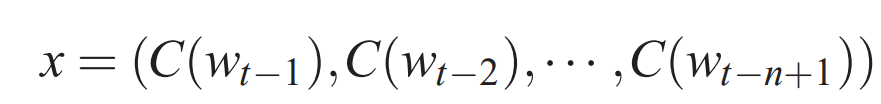 x = (C(w_{t−1}), C(w_{t−2}), ⋯ , C(w_{t−n+1}))